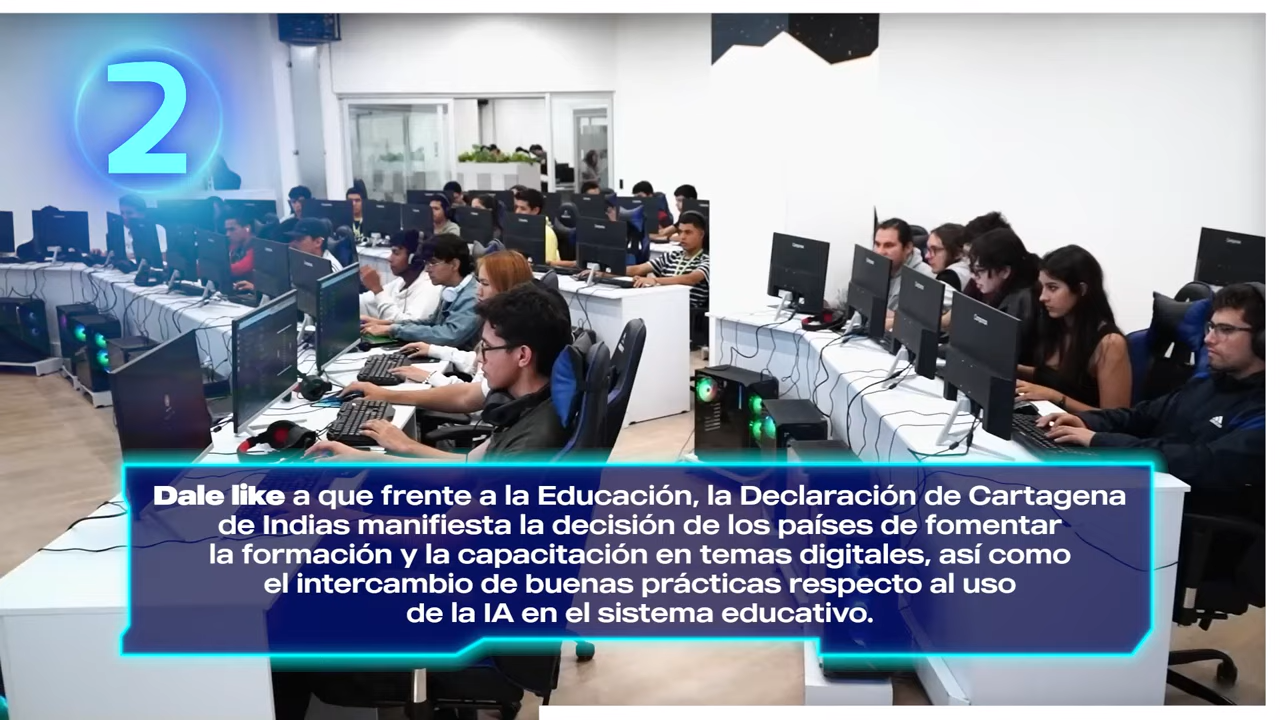 2
Dale like a que frente a la Educación, la Declaración de Cartagena
de Indias manifiesta la decisión de los países de fomentar
la formación y la capacitación en temas digitales, así como
el intercambio de buenas prácticas respecto al uso
de la IA en el sistema educativo.